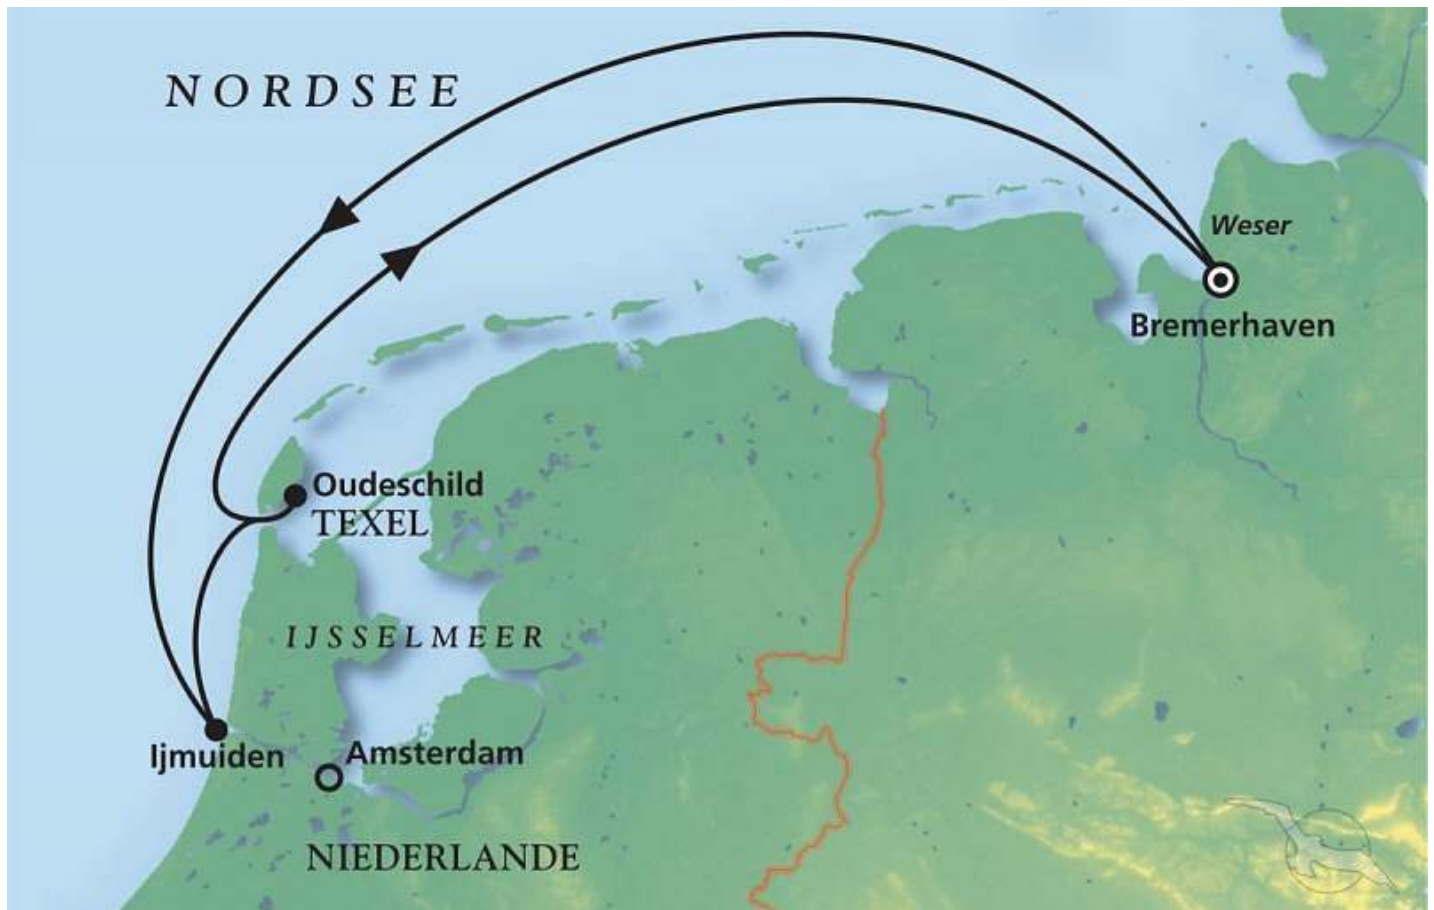 NORDSEE
Weser
Bremerhaven
Oudeschild
TEXEL
IJSSELMEER
Ijmuiden
Amsterdam
NIEDERLANDE